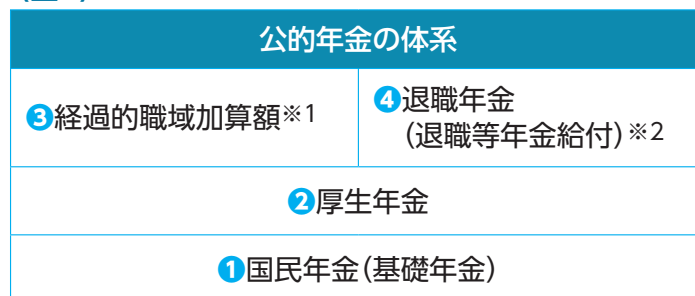 公的年金の体系
❸経過的職域加算額※1
❹退職年金
(退職等年金給付)※2
❷厚生年金
❶国民年金(基礎年金)